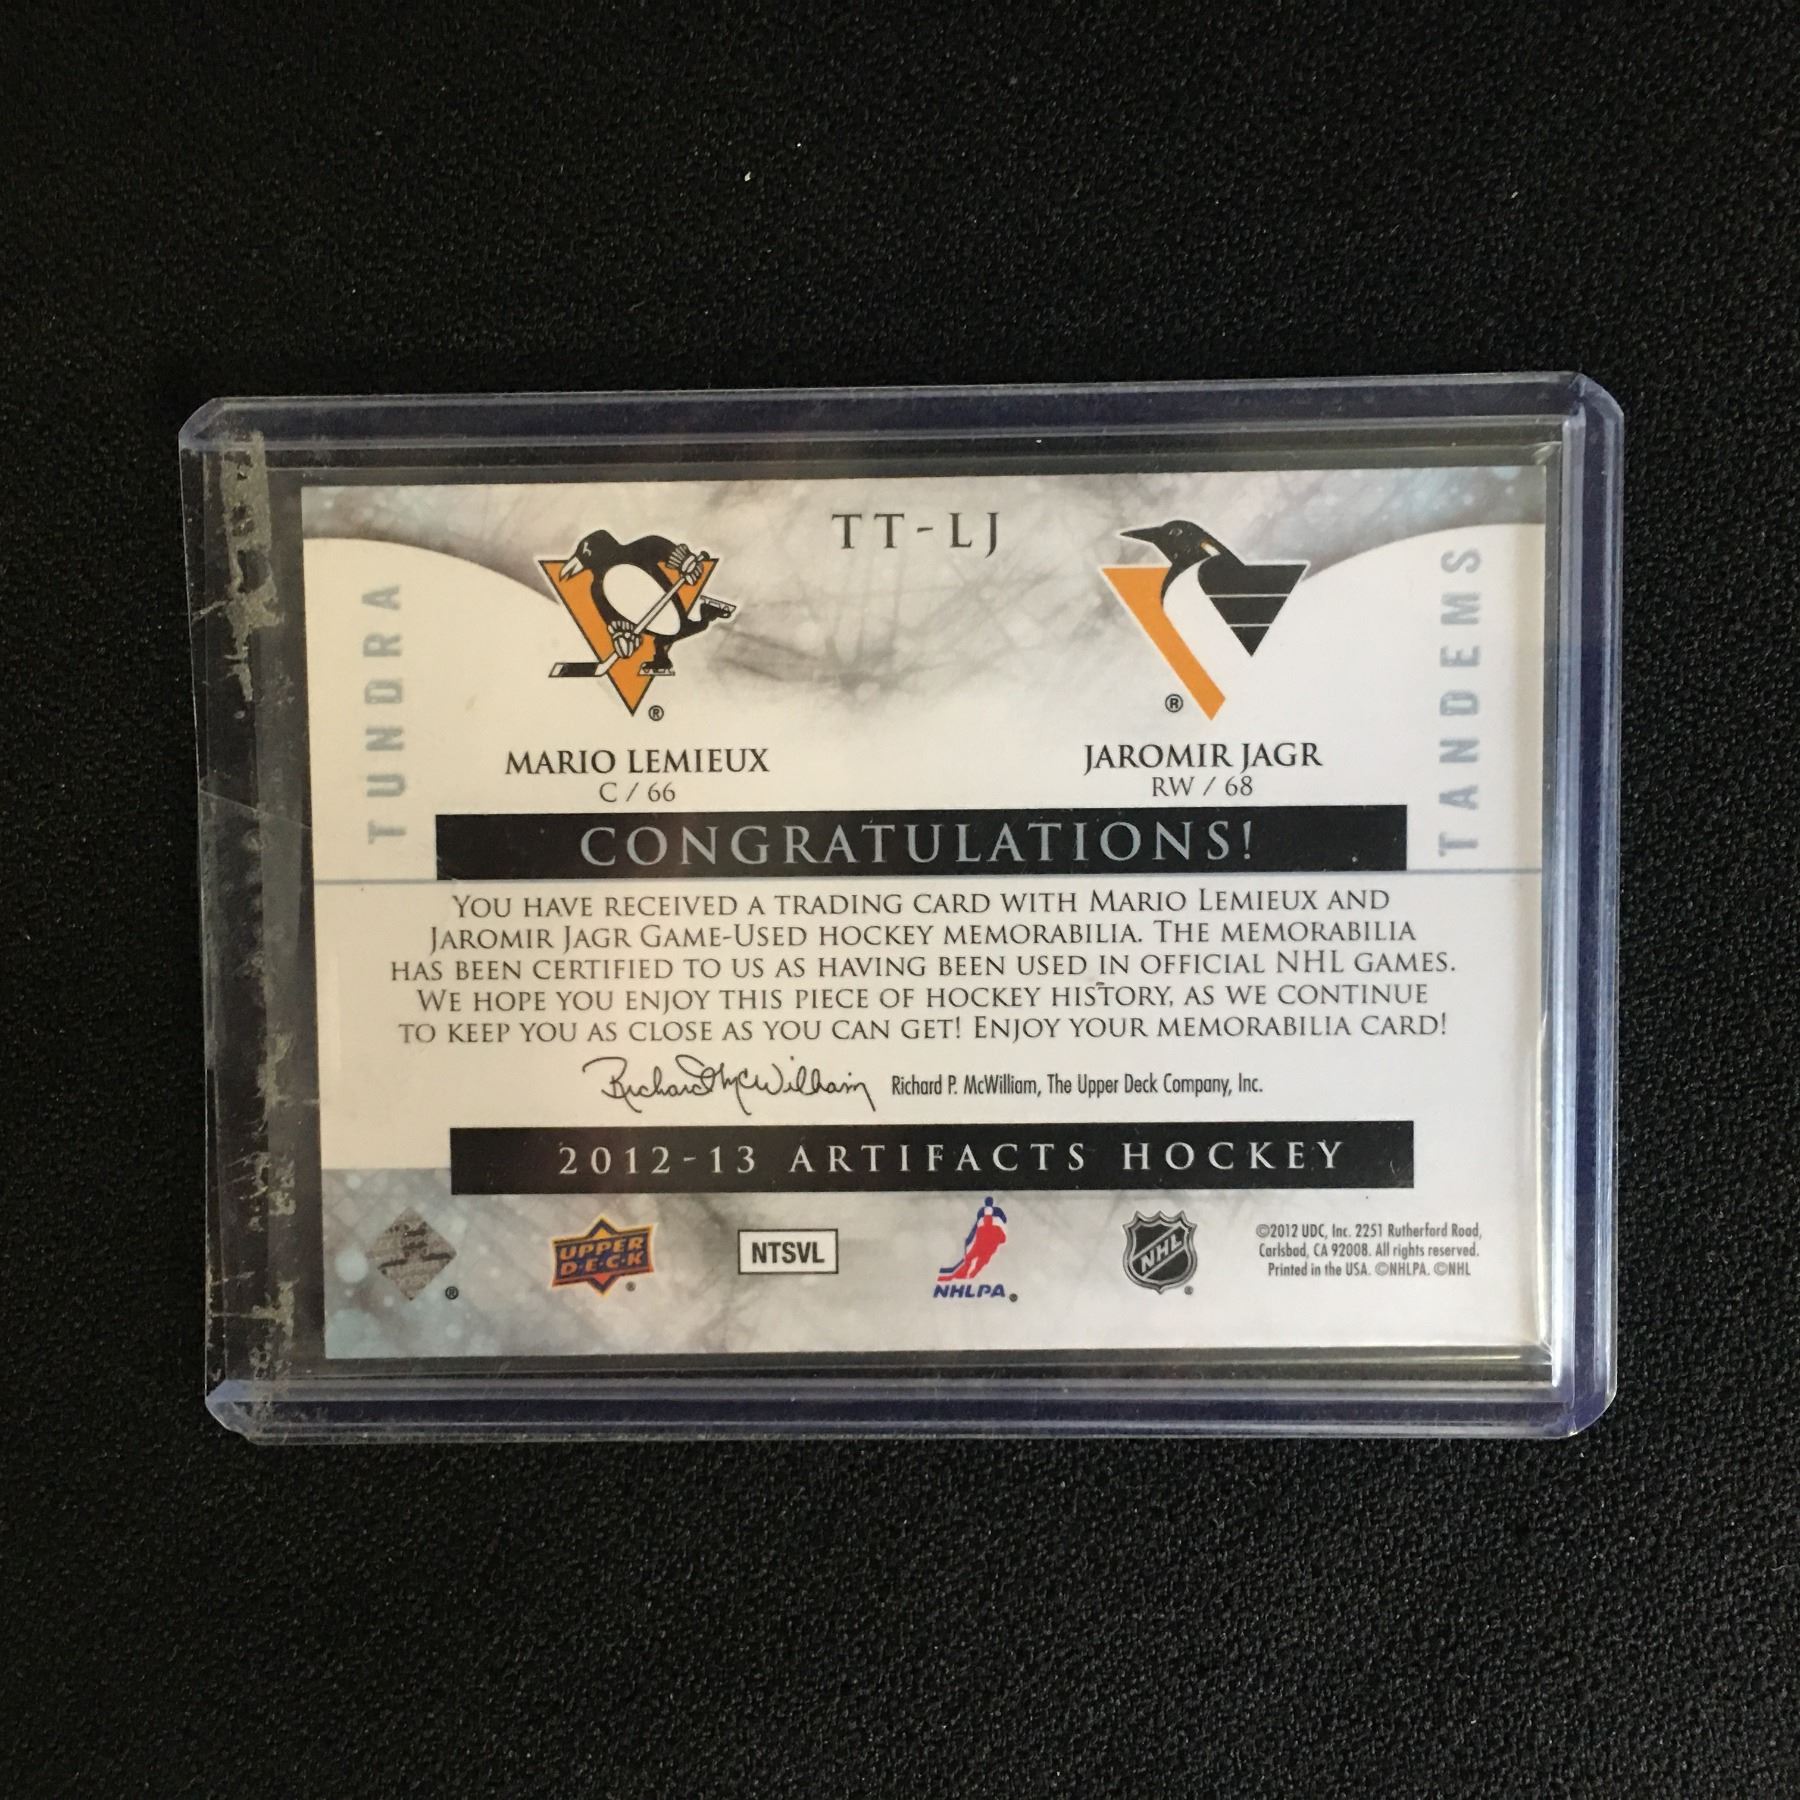 TT-LJ
TUNDRA
TANDEMS
®
®
MARIO LEMIEUX
C / 66
JAROMIR JAGR
RW / 68
CONGRATULATIONS!
YOU HAVE RECEIVED A TRADING CARD WITH MARIO LEMIEUX AND
JAROMIR JAGR GAME-USED HOCKEY MEMORABILIA. THE MEMORABILIA
HAS BEEN CERTIFIED TO US AS HAVING BEEN USED IN OFFICIAL NHL GAMES.
WE HOPE YOU ENJOY THIS PIECE OF HOCKEY HISTORY, AS WE CONTINUE
TO KEEP YOU AS CLOSE AS YOU CAN GET! ENJOY YOUR MEMORABILIA CARD!
Richard McWilliam Richard P. McWilliam, The Upper Deck Company, Inc.
2012-13 ARTIFACTS HOCKEY
®
UPPER
DECK
®
NTSVL
NHLPA®
NHL
®
©2012 UDC, Inc. 2251 Rutherford Road,
Carlsbad, CA 92008. All rights reserved.
Printed in the USA. ©NHLPA. ©NHL